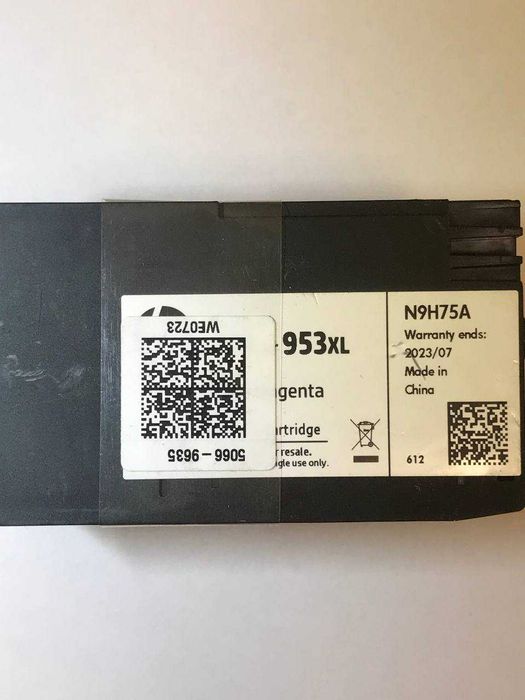 WE0723
5066-9635
953XL
agenta
artridge
r resale.
gle use only.
N9H75A
Warranty ends:
2023/07
Made in
China
612